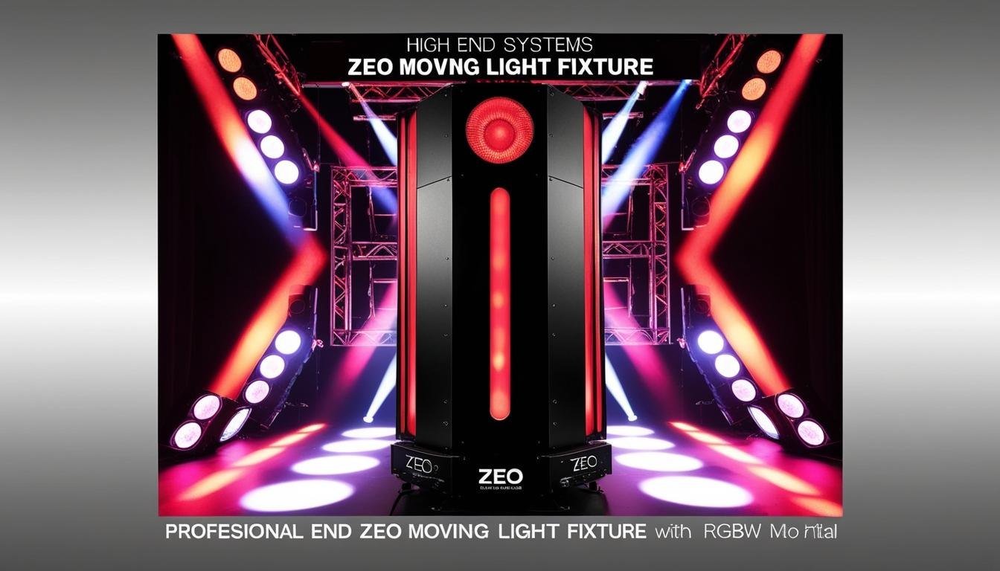 HIGH END SYSTEMS
ZEO MOVNG LIGHT FIXTURE
ZEO
ZEO
ZEO
PROFESIONAL END ZEO MOVING LIGHT FIXTURE with RGBW